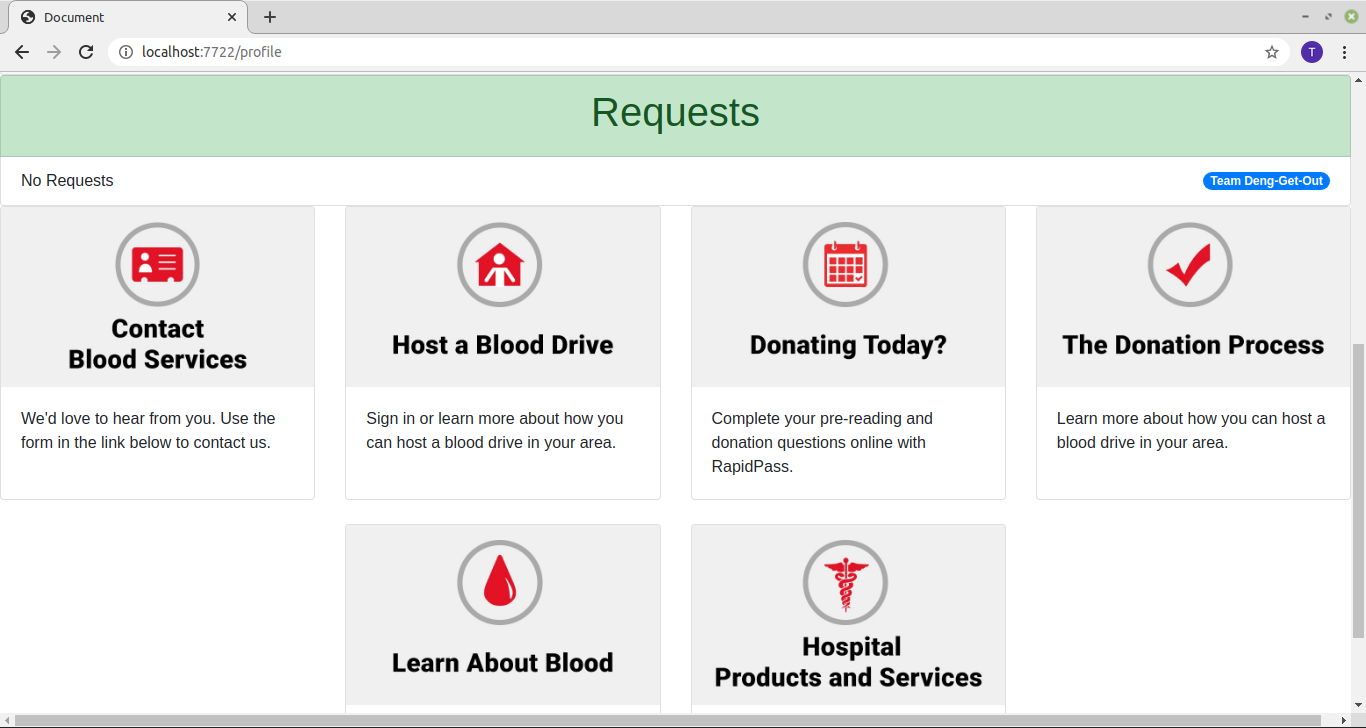 Document
localhost:7722/profile
T
Requests
No Requests
Team Deng-Get-Out
Contact
Blood Services
We'd love to hear from you. Use the
form in the link below to contact us.
Host a Blood Drive
Sign in or learn more about how you
can host a blood drive in your area.
Donating Today?
Complete your pre-reading and
donation questions online with
RapidPass.
The Donation Process
Learn more about how you can host a
blood drive in your area.
Learn About Blood
Hospital
Products and Services